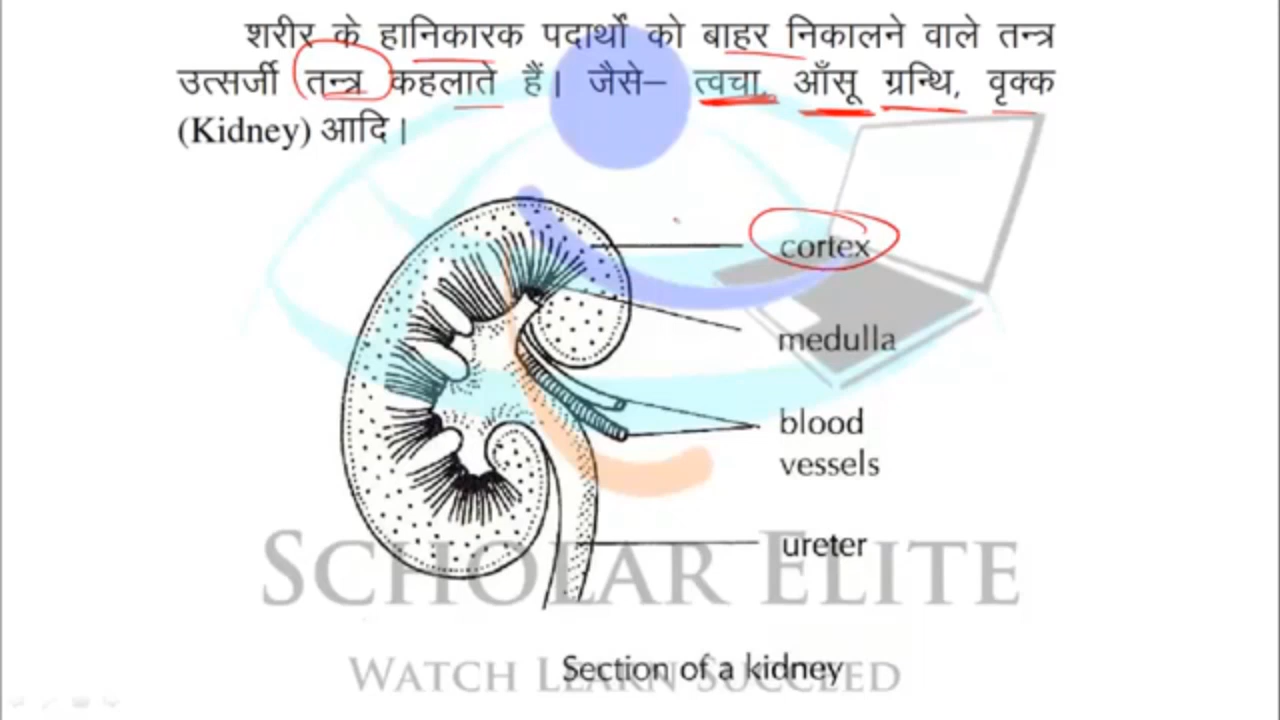 शरीर के हानिकारक पदार्थों को बाहर निकालने वाले तन्त्र
उत्सर्जी तन्त्र कहलाते हैं। जैसे– त्वचा, आँसू ग्रन्थि, वृक्क
(Kidney) आदि।
cortex
medulla
blood
vessels
ureter
SCHOLAR ELITE
Section of a kidney
WATCH LEARN SUCCEED